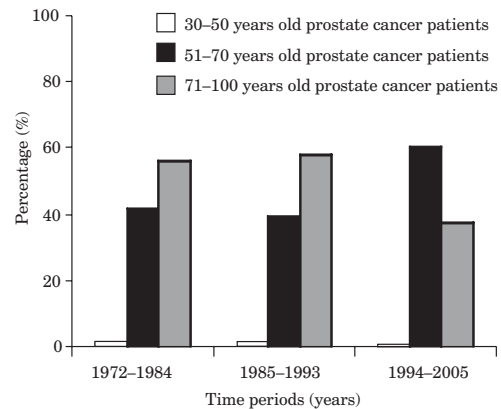 100
80
60
40
20
0
Percentage (%)
30–50 years old prostate cancer patients
51–70 years old prostate cancer patients
71–100 years old prostate cancer patients
1972–1984
1985–1993
1994–2005
Time periods (years)